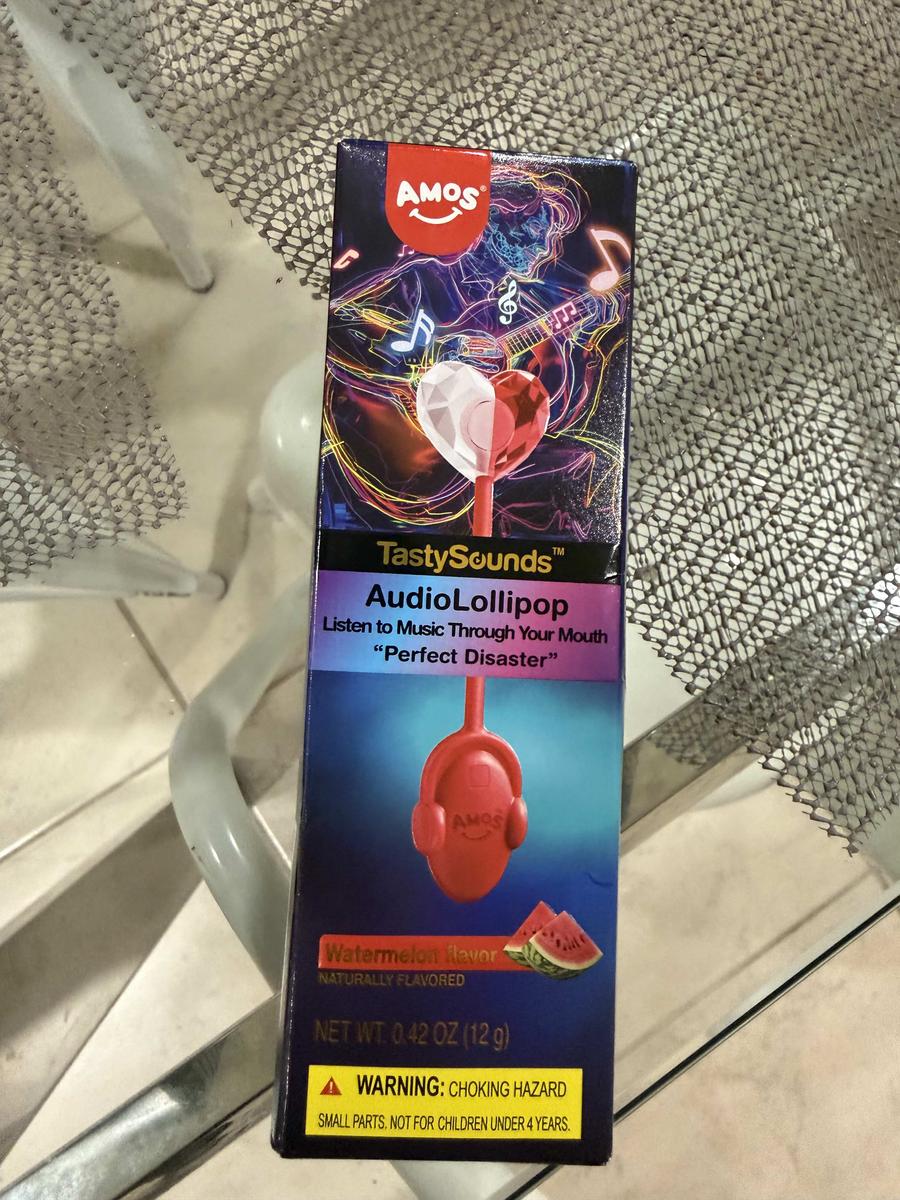 AMOS®
TastySounds™
AudioLollipop
Listen to Music Through Your Mouth
“Perfect Disaster”
AMOS
Watermelon flavor
NATURALLY FLAVORED
NET WT. 0.42 OZ (12 g)
WARNING: CHOKING HAZARD
SMALL PARTS. NOT FOR CHILDREN UNDER 4 YEARS.